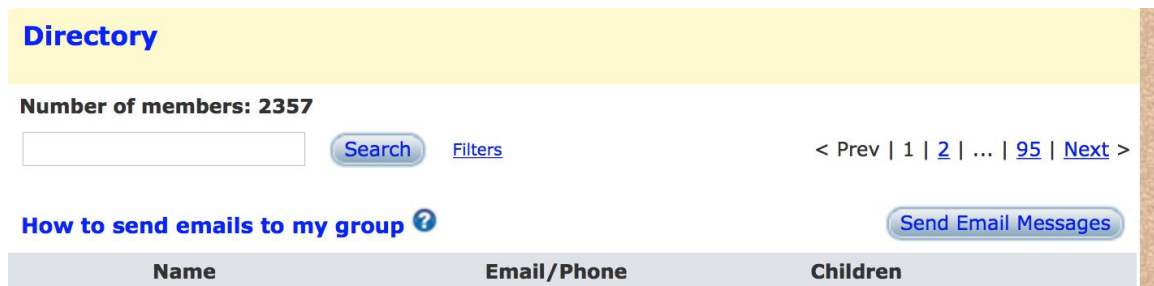 Directory
Number of members: 2357
Search Filters < Prev | 1 | 2 | ... | 95 | Next >
How to send emails to my group ? Send Email Messages
Name Email/Phone Children